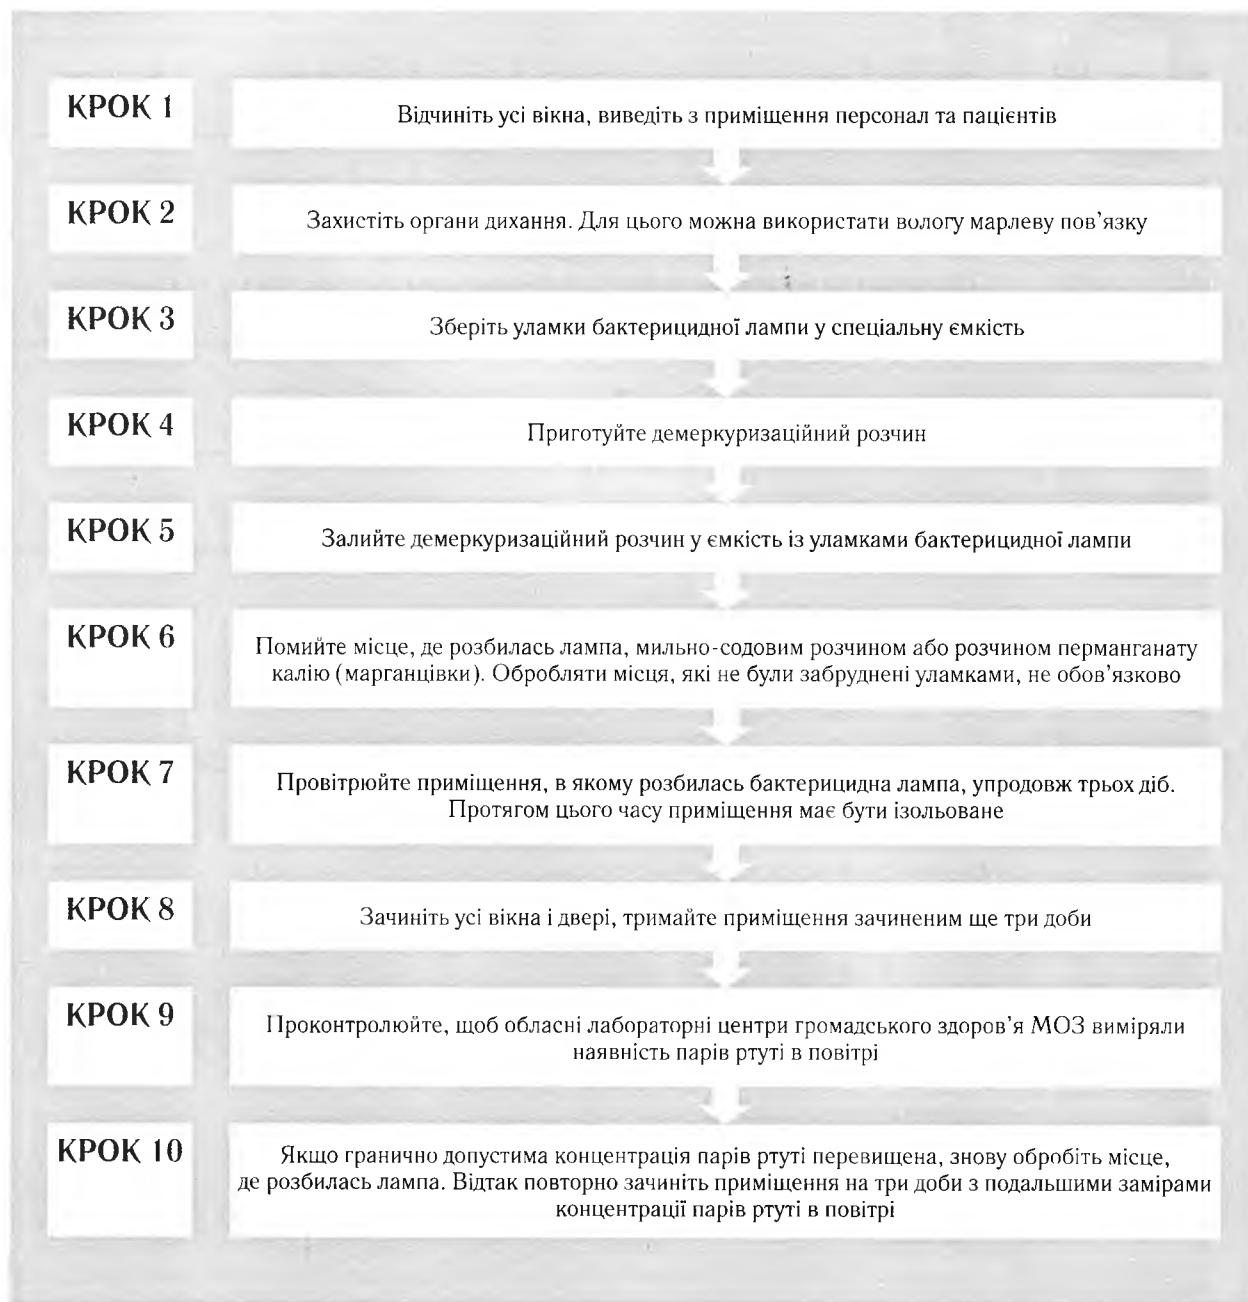 КРОК 1
Відчиніть усі вікна, виведіть з приміщення персонал та пацієнтів
КРОК 2
Захистіть органи дихання. Для цього можна використати вологу марлеву пов’язку
КРОК 3
Зберіть уламки бактерицидної лампи у спеціальну ємкість
КРОК 4
Приготуйте демеркуризаційний розчин
КРОК 5
Залийте демеркуризаційний розчин у ємкість із уламками бактерицидної лампи
КРОК 6
Помийте місце, де розбилась лампа, мильно-содовим розчином або розчином перманганату
калію (марганцівки). Обробляти місця, які не були забруднені уламками, не обов’язково
КРОК 7
Провітрюйте приміщення, в якому розбилась бактерицидна лампа, упродовж трьох діб.
Протягом цього часу приміщення має бути ізольоване
КРОК 8
Зачиніть усі вікна і двері, тримайте приміщення зачиненим ще три доби
КРОК 9
Проконтролюйте, щоб обласні лабораторні центри громадського здоров’я МОЗ виміряли
наявність парів ртуті в повітрі
КРОК 10
Якщо гранично допустима концентрація парів ртуті перевищена, знову обробіть місце,
де розбилась лампа. Відтак повторно зачиніть приміщення на три доби з подальшими замірами
концентрації парів ртуті в повітрі